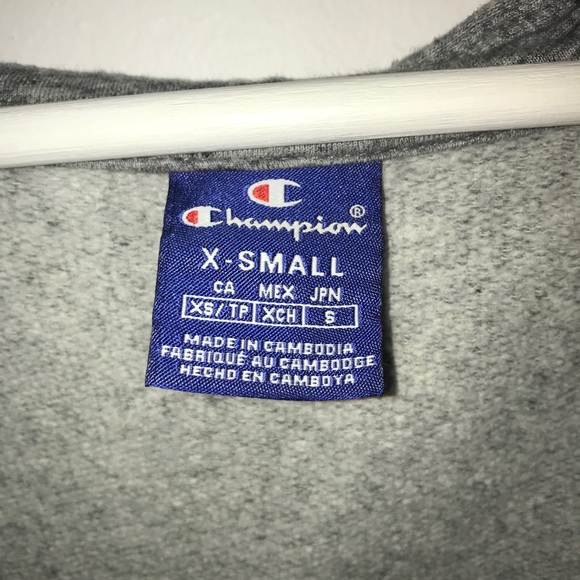 Champion®
X-SMALL
CA MEX JPN
XS/TP XCH S
MADE IN CAMBODIA
FABRIQUÉ AU CAMBODGE
HECHO EN CAMBOYA